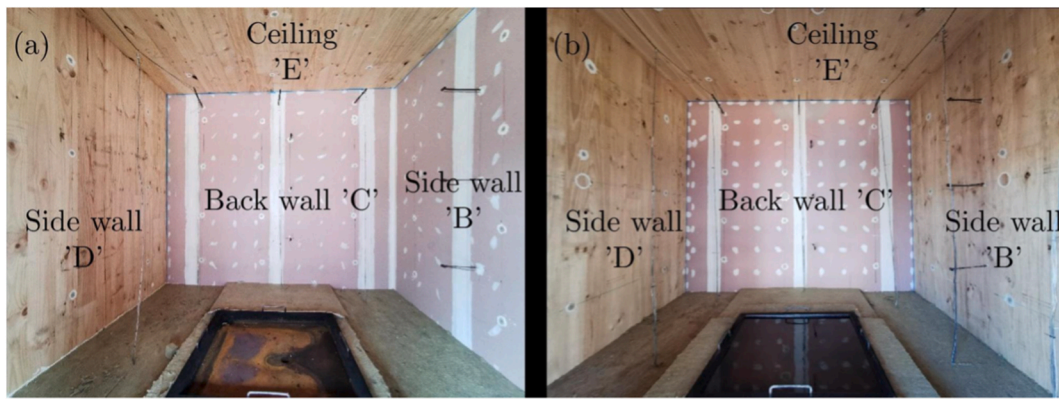 (a)
Ceiling
'E'
Back wall 'C'
Side wall
'B'
Side wall
'D'
(b)
Ceiling
'E'
Back wall 'C'
Side wall
'D'
Side wall
'B'